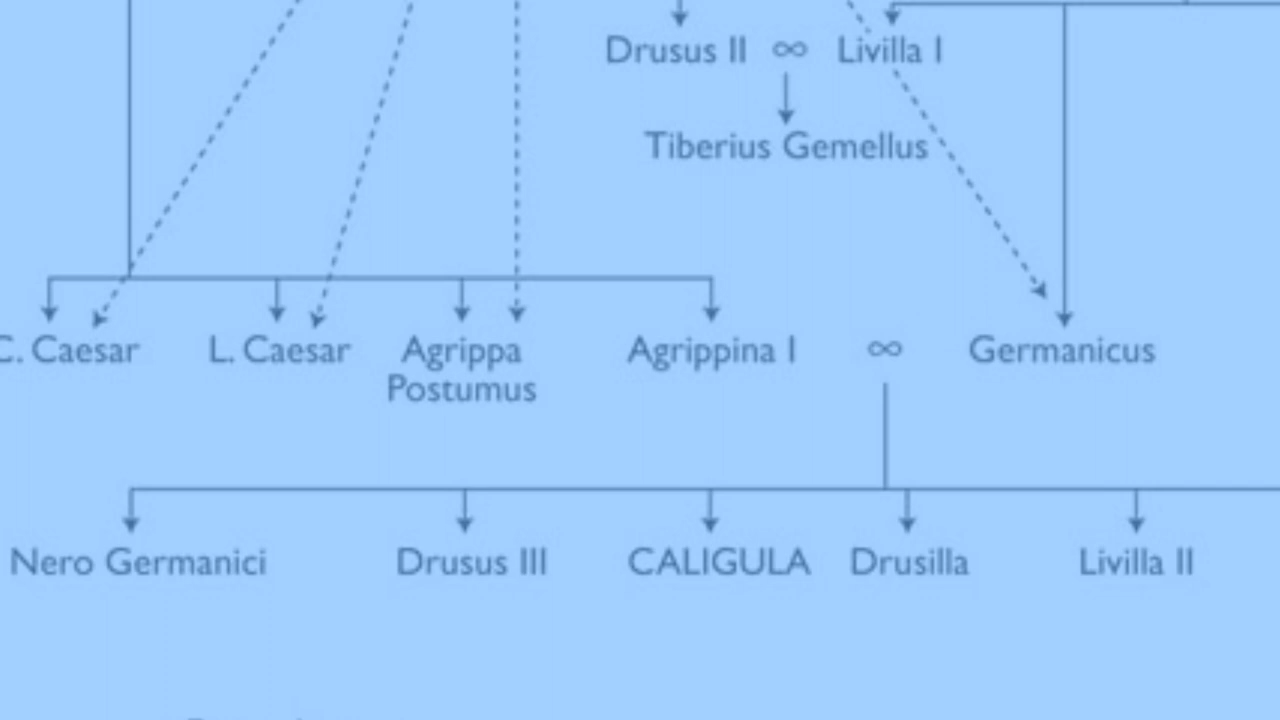 Drusus II ∞ Livilla I
Tiberius Gemellus
C. Caesar L. Caesar Agrippa Postumus Agrippina I ∞ Germanicus
Nero Germanici Drusus III CALIGULA Drusilla Livilla II